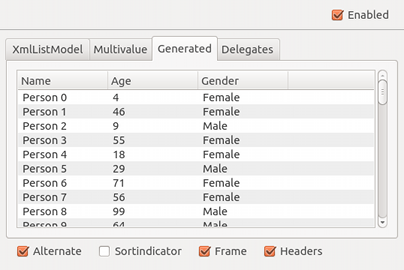 Enabled
XmlListModel Multivalue Generated Delegates
Name Age Gender
Person 0 4 Female
Person 1 46 Female
Person 2 9 Male
Person 3 55 Female
Person 4 18 Female
Person 5 29 Male
Person 6 71 Female
Person 7 56 Female
Person 8 99 Male
Person 9 64 Male
Alternate Sortindicator Frame Headers